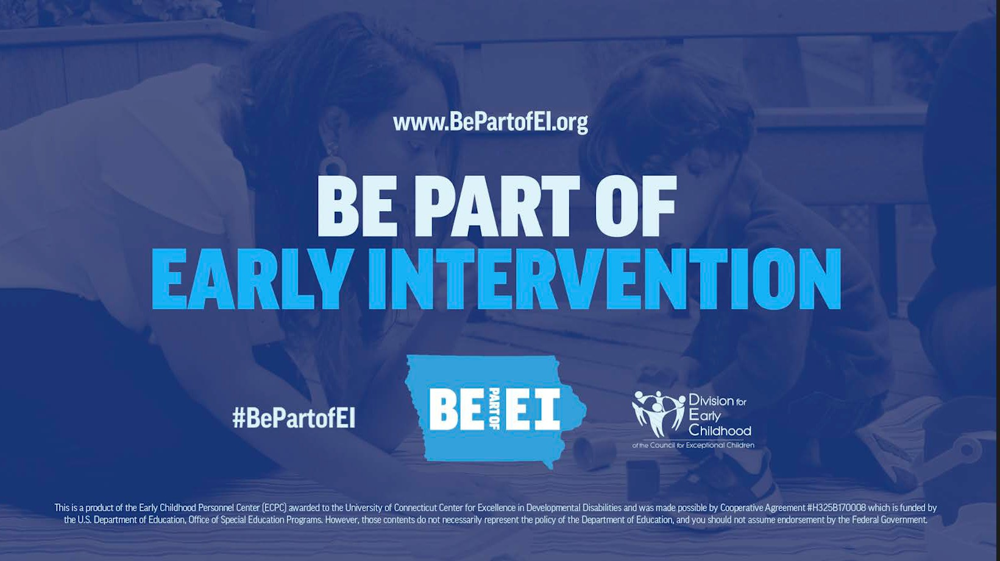 www.BePartofEI.org
BE PART OF
EARLY INTERVENTION
#BePartofEI
BE PART OF EI
Division for
Early
Childhood
of the Council for Exceptional Children
This is a product of the Early Childhood Personnel Center (ECPC) awarded to the University of Connecticut Center for Excellence in Developmental Disabilities and was made possible by Cooperative Agreement #H325B170008 which is funded by
the U.S. Department of Education, Office of Special Education Programs. However, those contents do not necessarily represent the policy of the Department of Education, and you should not assume endorsement by the Federal Government.